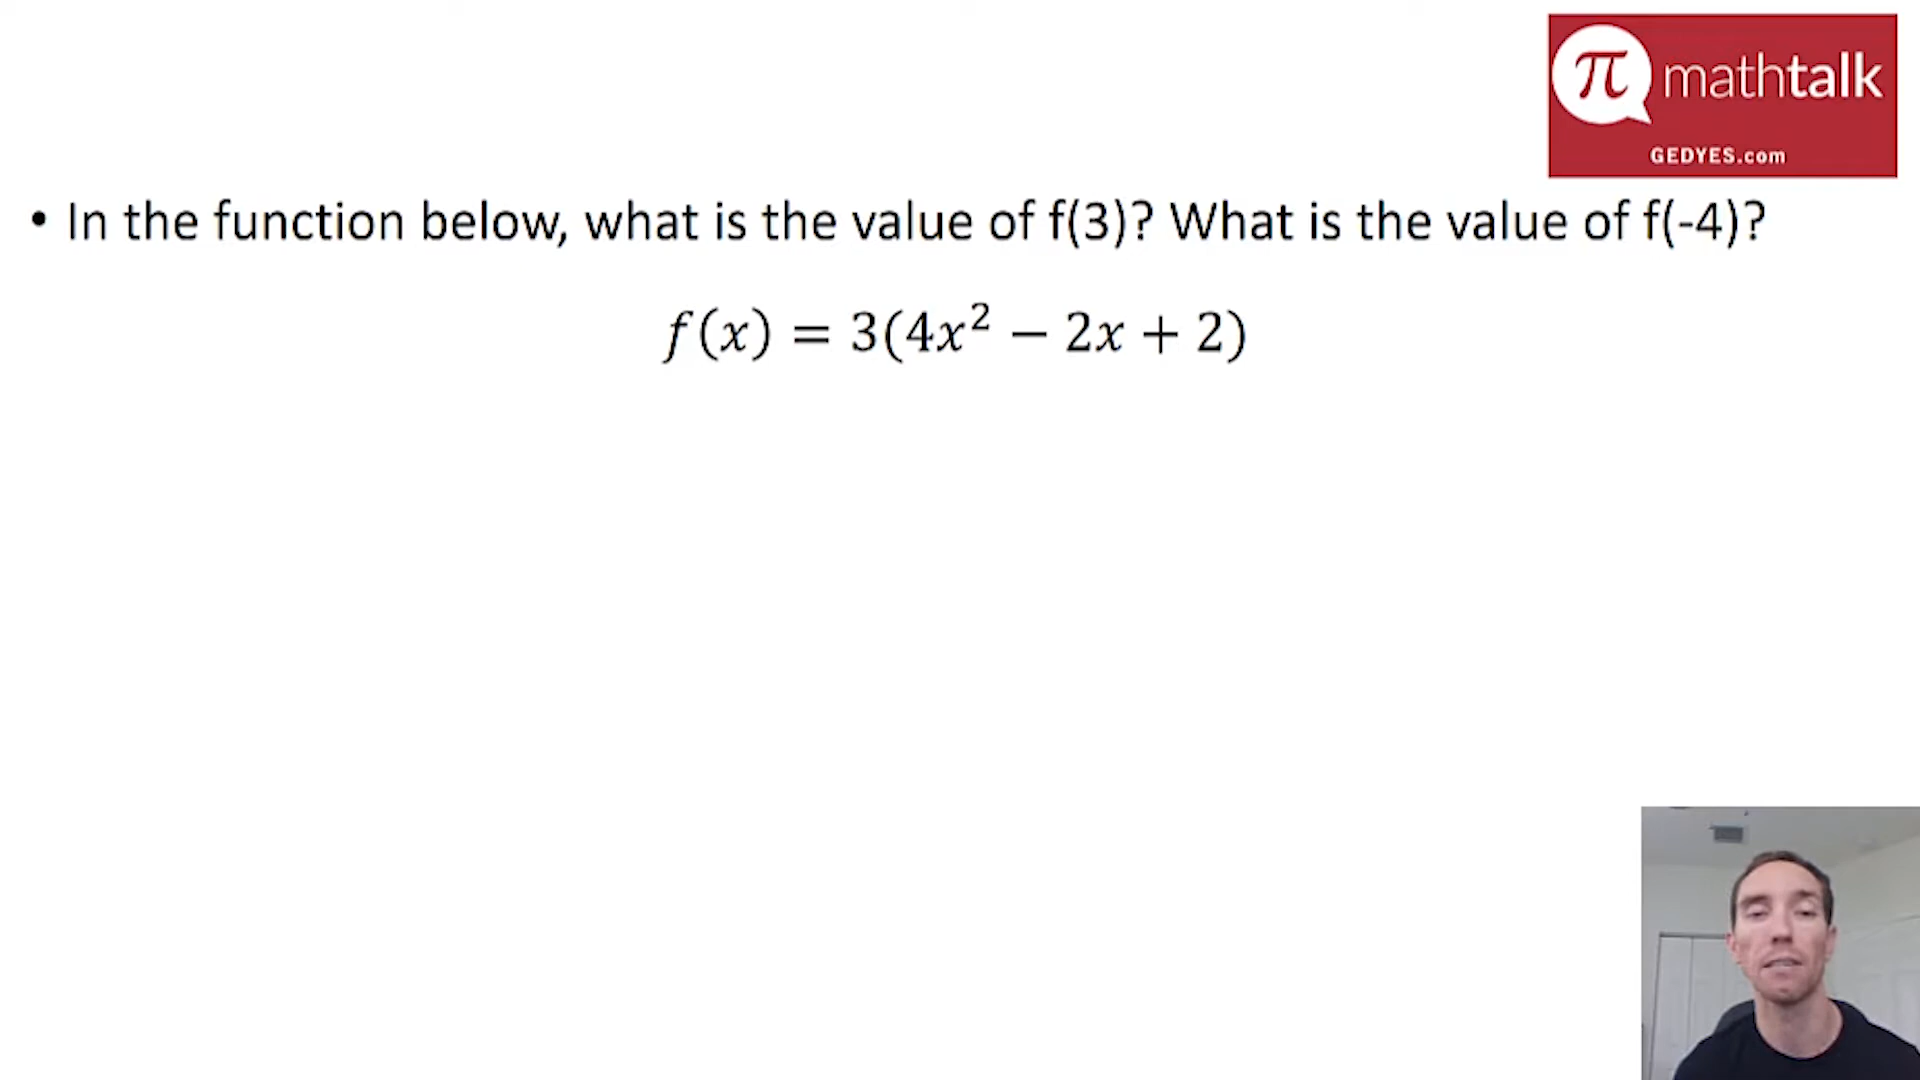 π mathtalk
GEDYES.com
• In the function below, what is the value of f(3)? What is the value of f(-4)?
f(x) = 3(4x² − 2x + 2)